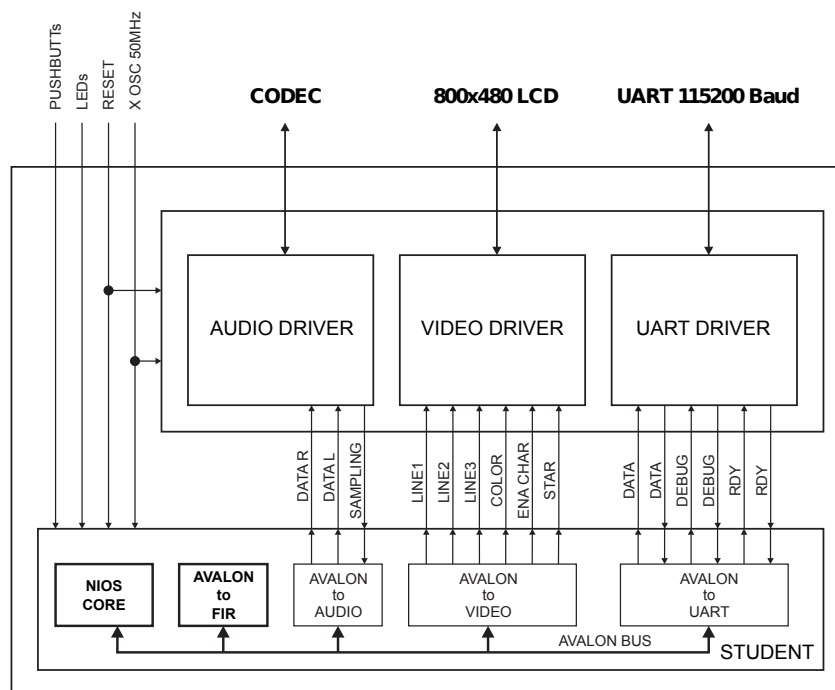 PUSHBUTTs
LEDs
RESET
X OSC 50MHz
CODEC
800x480 LCD
UART 115200 Baud
AUDIO DRIVER
VIDEO DRIVER
UART DRIVER
DATA R
DATA L
SAMPLING
LINE1
LINE2
LINE3
COLOR
ENA CHAR
STAR
DATA
DATA
DEBUG
DEBUG
RDY
RDY
NIOS
CORE
AVALON
to
FIR
AVALON
to
AUDIO
AVALON
to
VIDEO
AVALON
to
UART
AVALON BUS
STUDENT